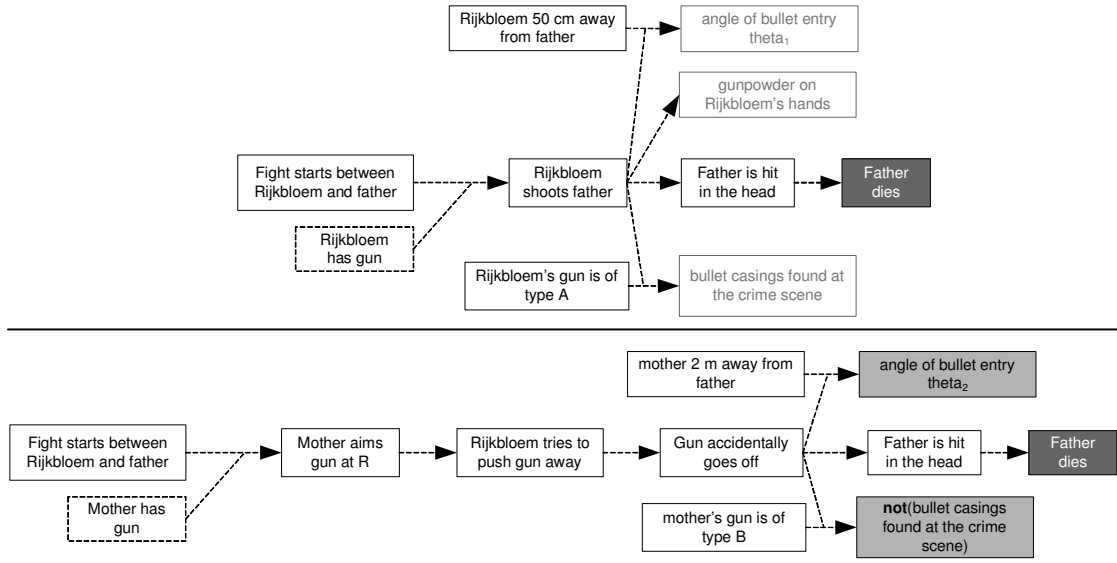 Rijkbloem 50 cm away
from father
angle of bullet entry
theta1
gunpowder on
Rijkbloem's hands
Fight starts between
Rijkbloem and father
Rijkbloem
shoots father
Father is hit
in the head
Father
dies
Rijkbloem
has gun
Rijkbloem's gun is of
type A
bullet casings found at
the crime scene
mother 2 m away from
father
angle of bullet entry
theta2
Fight starts between
Rijkbloem and father
Mother aims
gun at R
Rijkbloem tries to
push gun away
Gun accidentally
goes off
Father is hit
in the head
Father
dies
Mother has
gun
mother's gun is of
type B
not(bullet casings
found at the crime
scene)